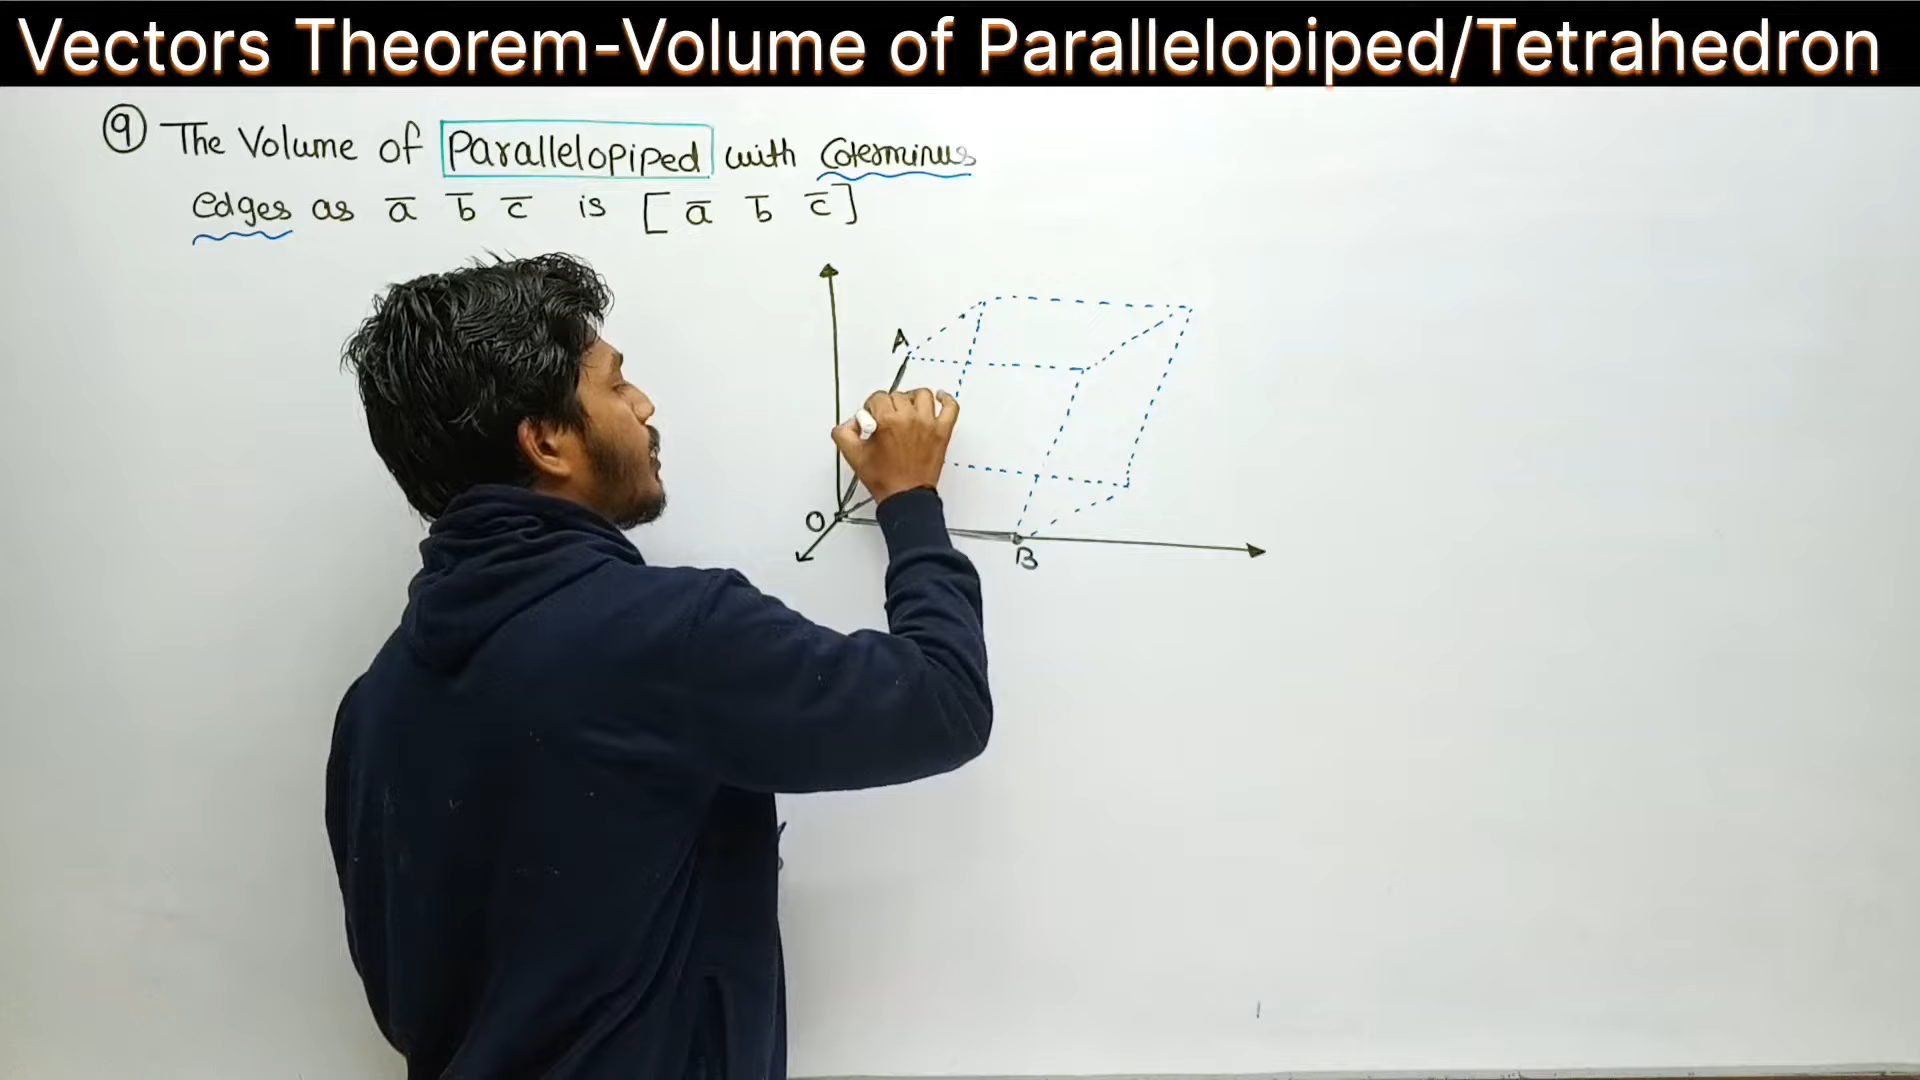 Vectors Theorem-Volume of Parallelopiped/Tetrahedron
9 The Volume of Parallelopiped with Coterminus
edges as a̅ b̅ c̅ is [ a̅ b̅ c̅ ]
A
O
B